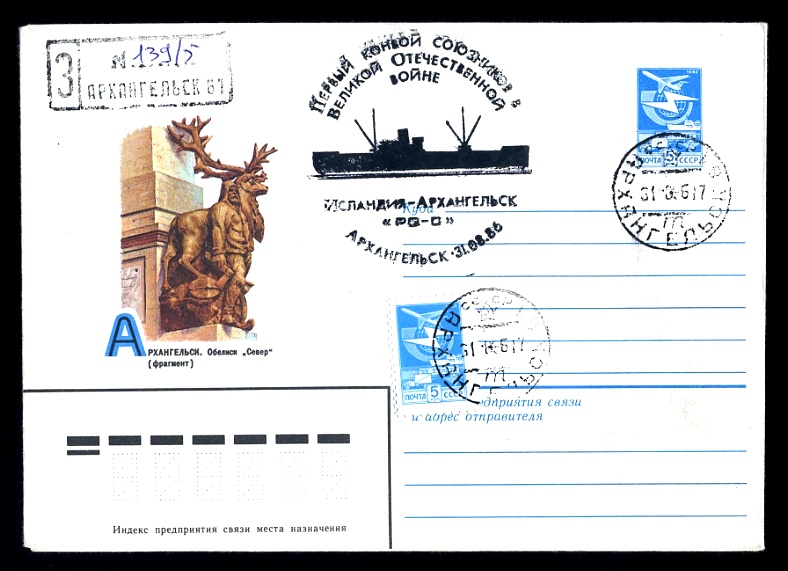 З № 139/5
АРХАНГЕЛЬСК 61
ПЕРВЫЙ КОНВОЙ СОЮЗНИКОВ В
ВЕЛИКОЙ ОТЕЧЕСТВЕННОЙ
ВОЙНЕ
ИСЛАНДИЯ-АРХАНГЕЛЬСК
«PQ-0»
АРХАНГЕЛЬСК·31.08.86
ПОЧТА 5 СССР
АРХАНГЕЛЬСК
Куда
АРХАНГЕЛЬСК. Обелиск „Север"
(фрагмент)
ПОЧТА 5 СССР
АРХАНГЕЛЬСК
связи
и адрес отправителя
Индекс предприятия связи места назначения